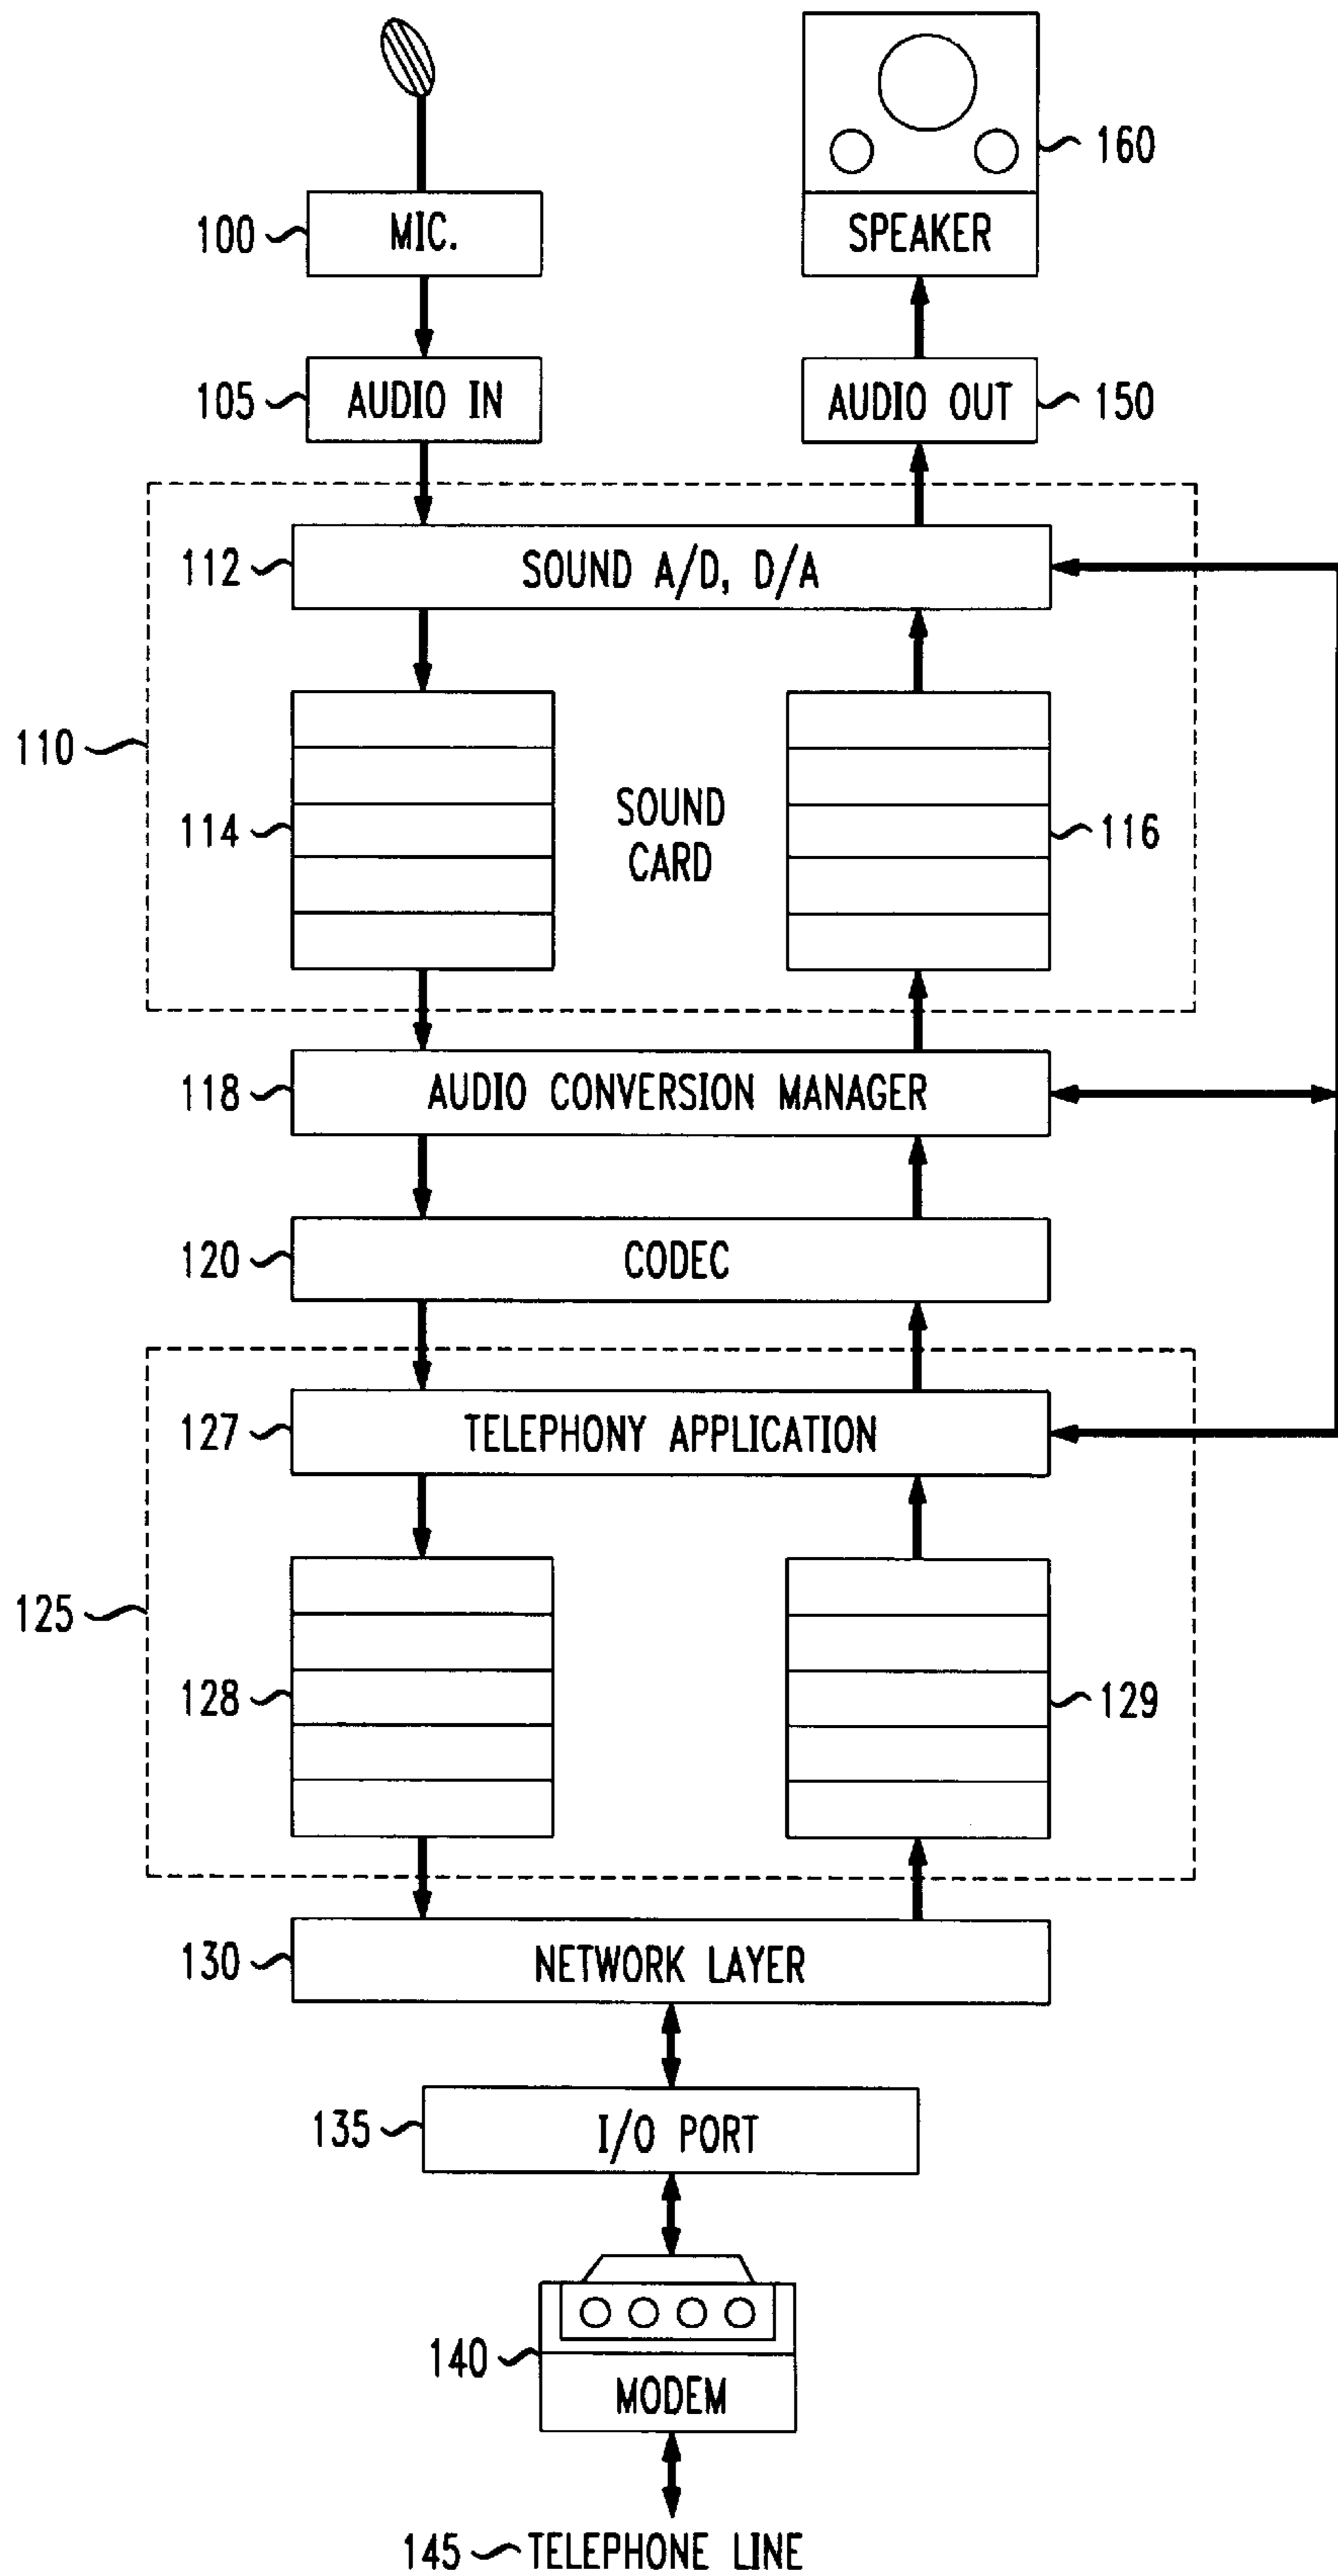 160
100 MIC. SPEAKER
105 AUDIO IN AUDIO OUT 150
112 SOUND A/D, D/A
110
114 SOUND CARD 116
118 AUDIO CONVERSION MANAGER
120 CODEC
127 TELEPHONY APPLICATION
125
128 129
130 NETWORK LAYER
135 I/O PORT
140
MODEM
145 TELEPHONE LINE